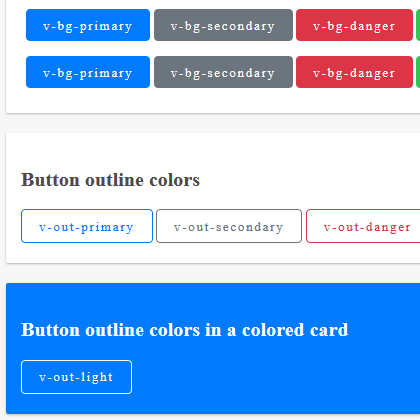 v-bg-primary v-bg-secondary v-bg-danger
v-bg-primary v-bg-secondary v-bg-danger
Button outline colors
v-out-primary v-out-secondary v-out-danger
Button outline colors in a colored card
v-out-light